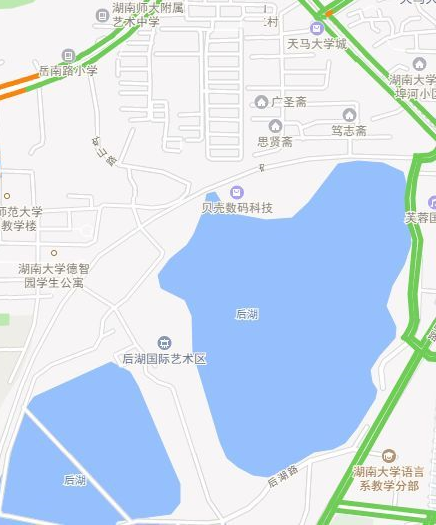 湖南师大附属
艺术中学
二村
天马大学城
岳南路小学
湖南大学
埠河小区
广圣斋
笃志斋
思贤斋
矿山路
师范大学
教学楼
贝壳数码科技
芙蓉国
湖南大学德智
园学生公寓
后湖
后湖国际艺术区
后湖
后湖路
湖南大学语言
系教学分部